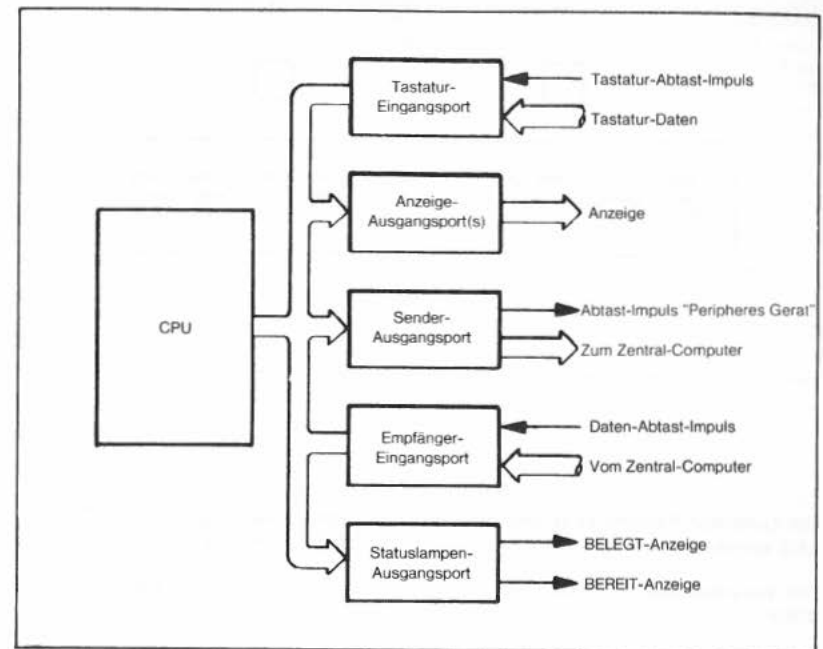 Tastatur-
Eingangsport
Tastatur-Abtast-Impuls
Tastatur-Daten
Anzeige-
Ausgangsport(s)
Anzeige
CPU
Sender-
Ausgangsport
Abtast-Impuls "Peripheres Gerat"
Zum Zentral-Computer
Empfänger-
Eingangsport
Daten-Abtast-Impuls
Vom Zentral-Computer
Statuslampen-
Ausgangsport
BELEGT-Anzeige
BEREIT-Anzeige